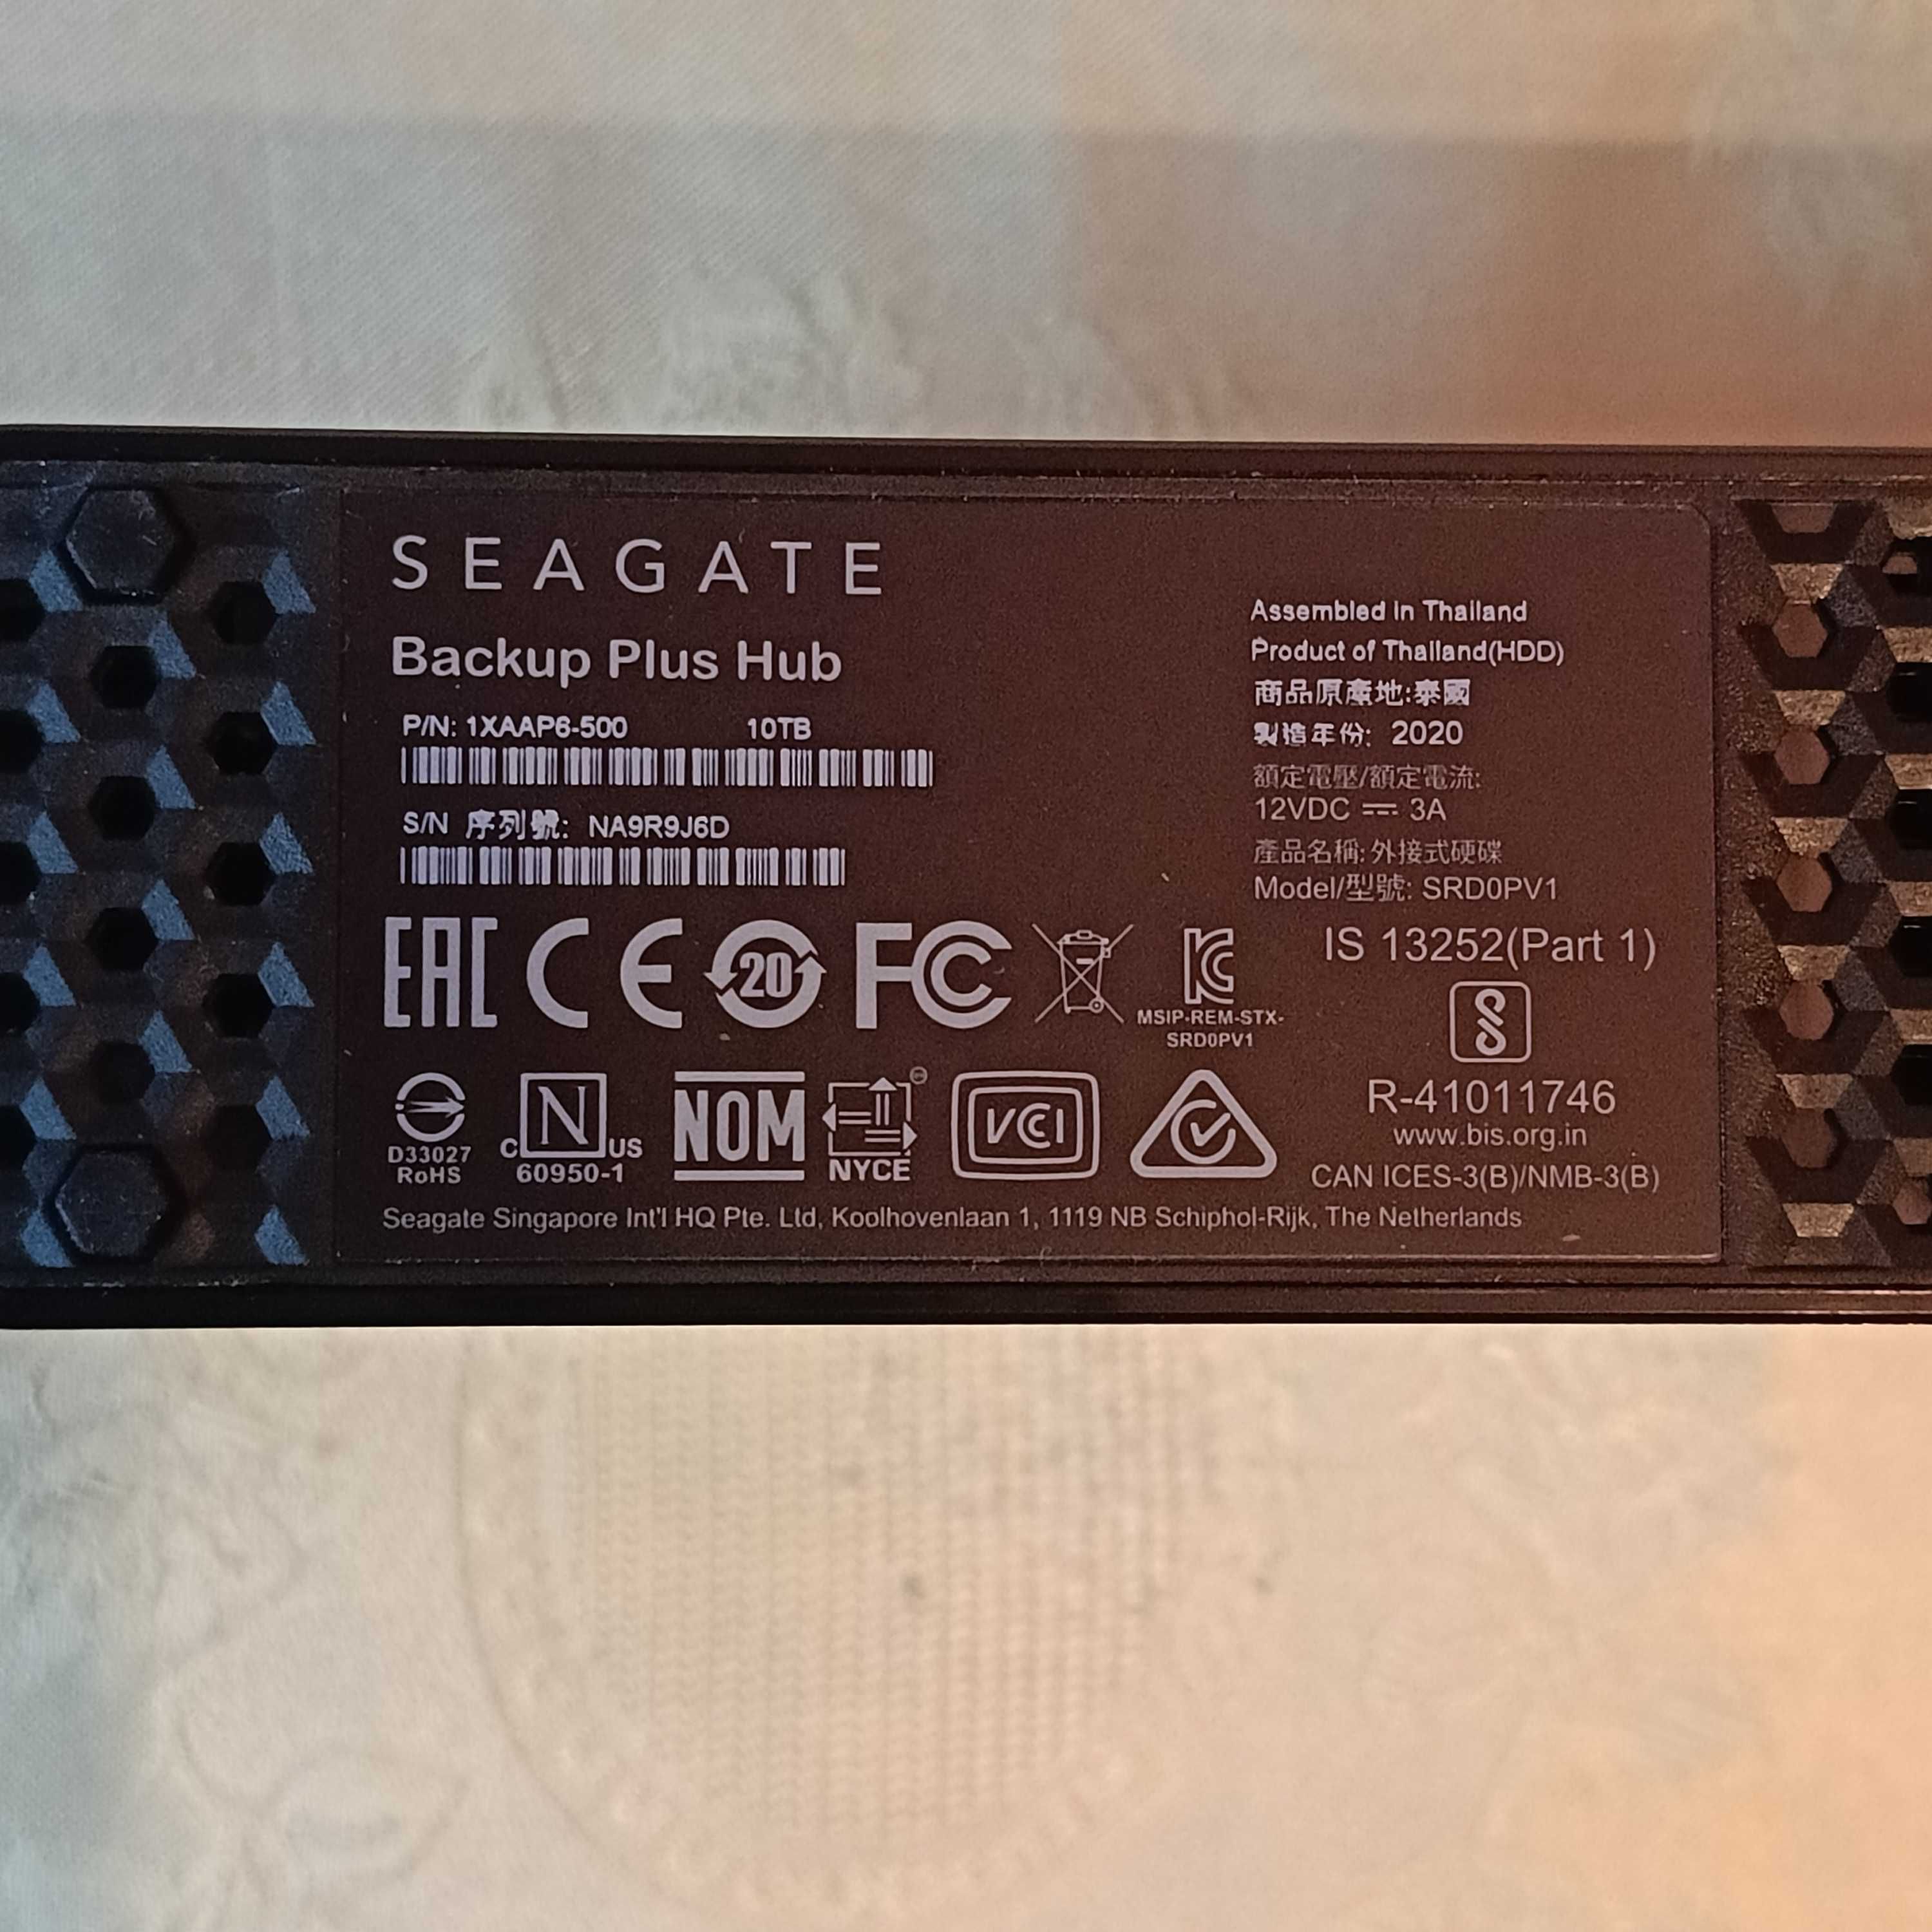 SEAGATE
Backup Plus Hub
P/N: 1XAAP6-500 10TB
S/N 序列號: NA9R9J6D
Assembled in Thailand
Product of Thailand(HDD)
商品原產地:泰國
製造年份: 2020
額定電壓/額定電流:
12VDC ⎓ 3A
產品名稱: 外接式硬碟
Model/型號: SRD0PV1
EAC CE 20 FC
MSIP-REM-STX-
SRD0PV1
IS 13252(Part 1)
R-41011746
www.bis.org.in
CAN ICES-3(B)/NMB-3(B)
D33027
RoHS
c N US
60950-1
NOM
NYCE
VCI
Seagate Singapore Int'l HQ Pte. Ltd, Koolhovenlaan 1, 1119 NB Schiphol-Rijk, The Netherlands